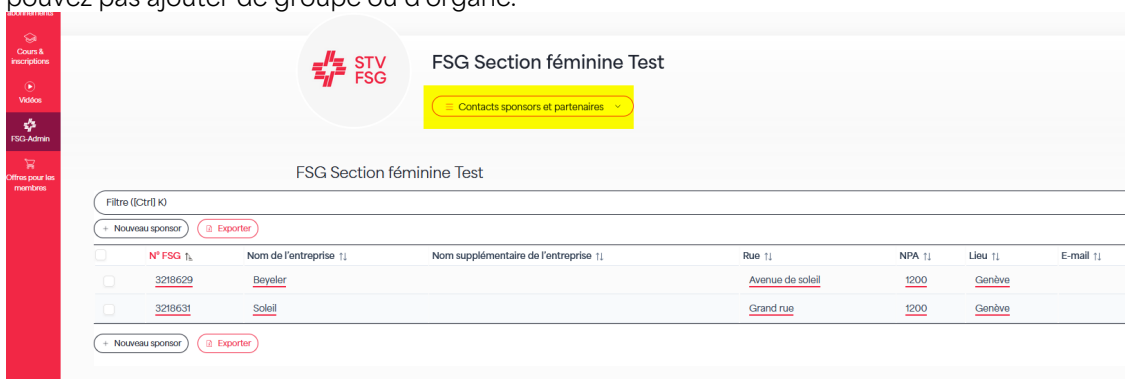 pouvez pas ajouter de groupe ou d'organe.
abonnements
Cours &
inscriptions
Vidéos
FSG-Admin
Offres pour les
membres
STV
FSG
FSG Section féminine Test
Contacts sponsors et partenaires
FSG Section féminine Test
Filtre ([Ctrl] K)
+ Nouveau sponsor Exporter
N° FSG Nom de l'entreprise Nom supplémentaire de l'entreprise Rue NPA Lieu E-mail
3218629 Beyeler Avenue de soleil 1200 Genève
3218631 Soleil Grand rue 1200 Genève
+ Nouveau sponsor Exporter